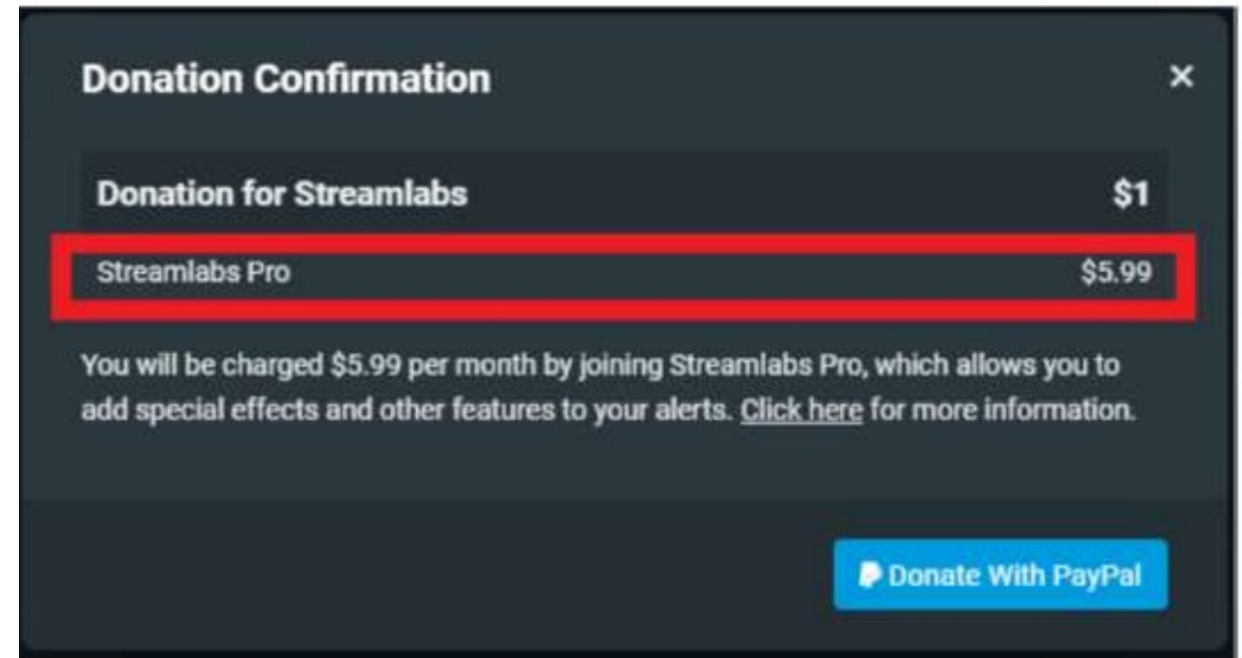 Donation Confirmation
Donation for Streamlabs $1
Streamlabs Pro $5.99
You will be charged $5.99 per month by joining Streamlabs Pro, which allows you to
add special effects and other features to your alerts. Click here for more information.
Donate With PayPal